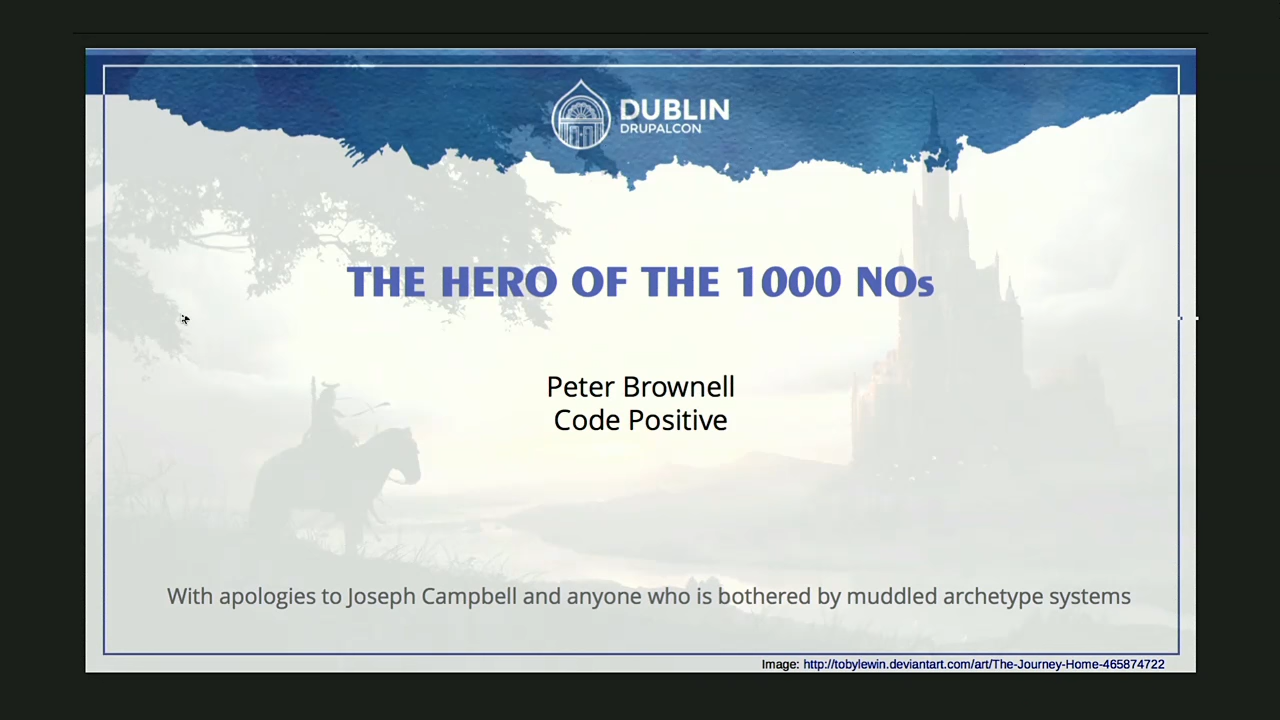 DUBLIN
DRUPALCON
THE HERO OF THE 1000 NOs
Peter Brownell
Code Positive
With apologies to Joseph Campbell and anyone who is bothered by muddled archetype systems
Image: http://tobylewin.deviantart.com/art/The-Journey-Home-465874722